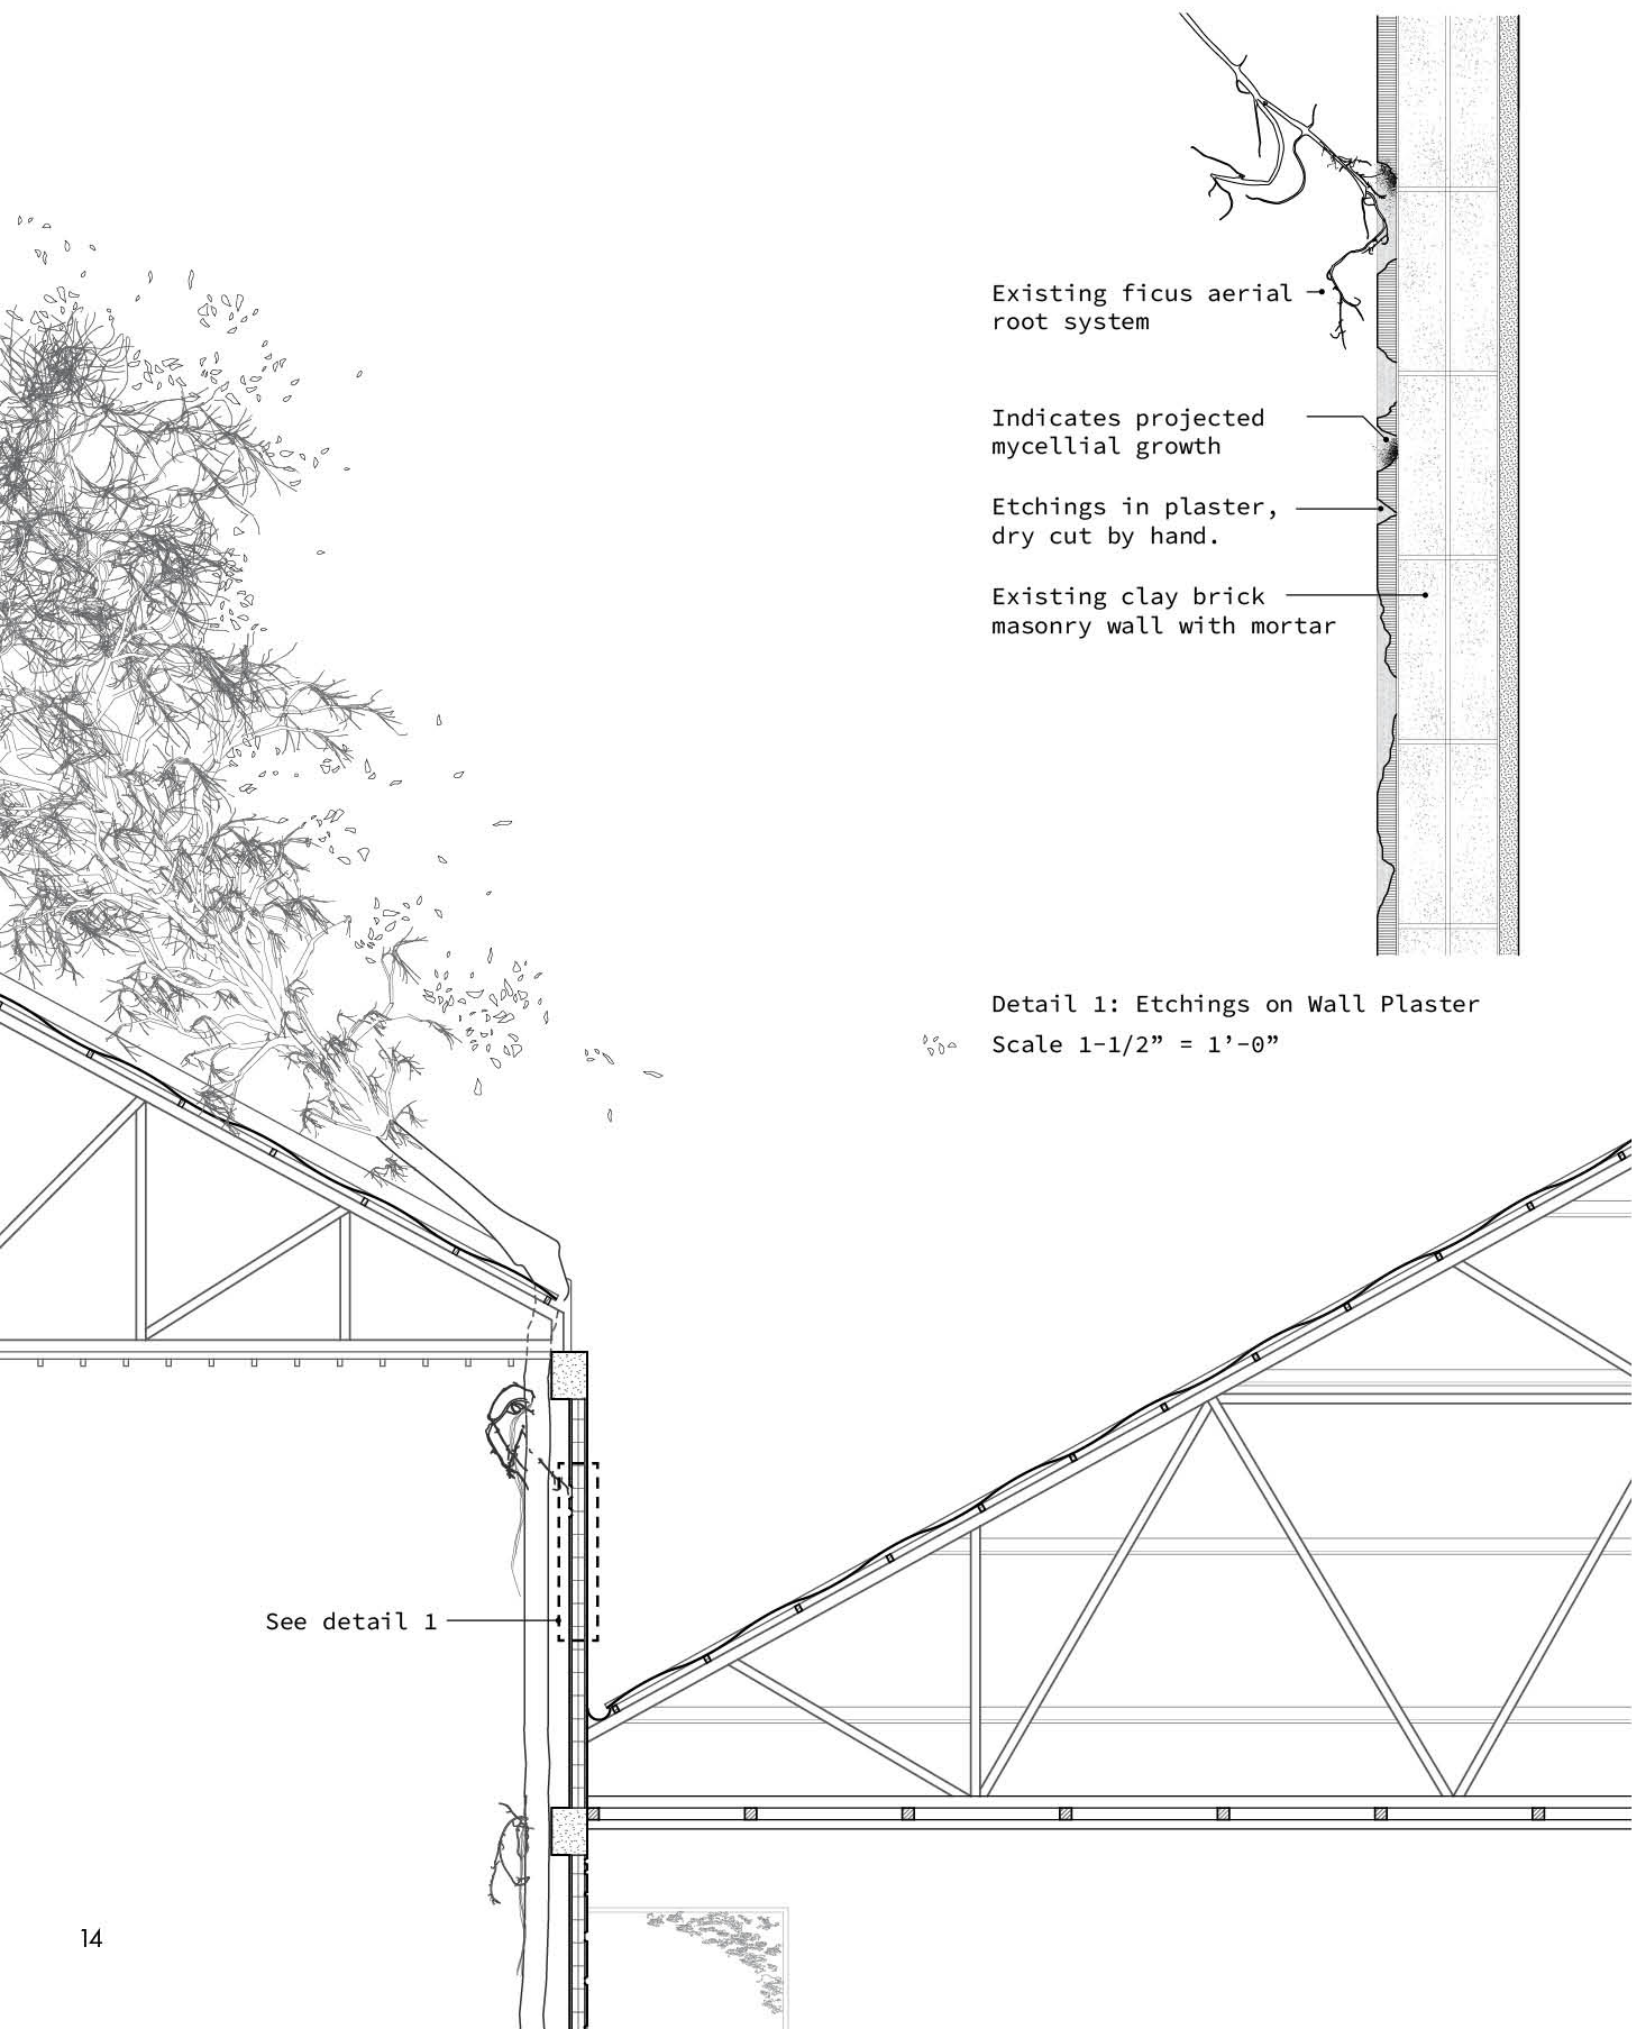 Existing ficus aerial
root system
Indicates projected
mycellial growth
Etchings in plaster,
dry cut by hand.
Existing clay brick
masonry wall with mortar
Detail 1: Etchings on Wall Plaster
Scale 1-1/2” = 1’-0”
See detail 1
14